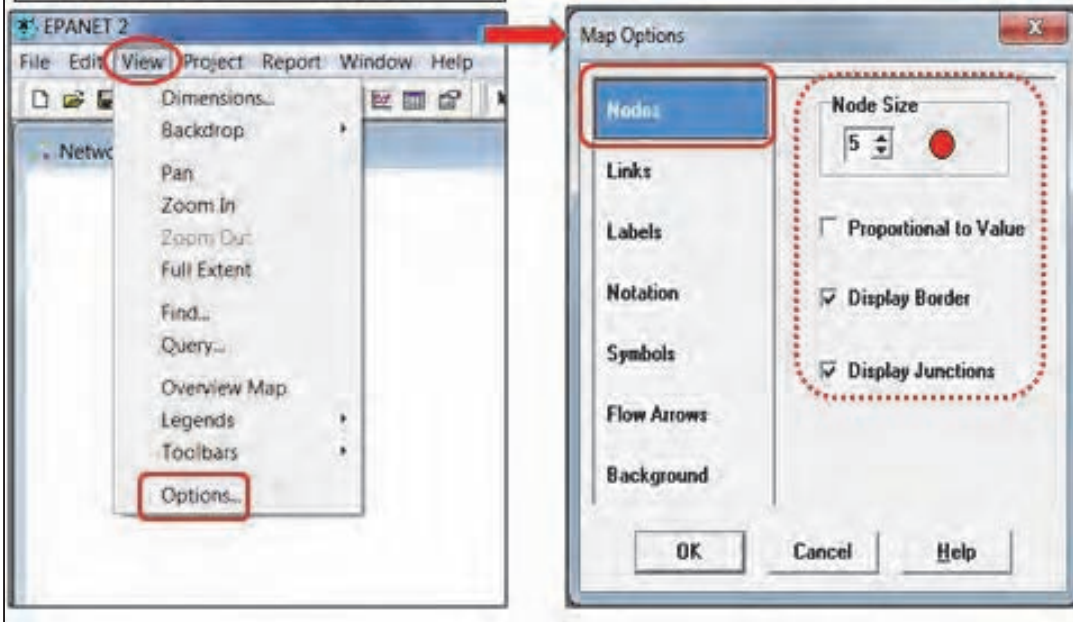 EPANET 2
File Edit View Project Report Window Help
Dimensions...
Backdrop
Netwo
Pan
Zoom In
Zoom Out
Full Extent
Find...
Query...
Overview Map
Legends
Toolbars
Options...
Map Options
Nodes
Links
Labels
Notation
Symbols
Flow Arrows
Background
Node Size
5
Proportional to Value
Display Border
Display Junctions
OK Cancel Help